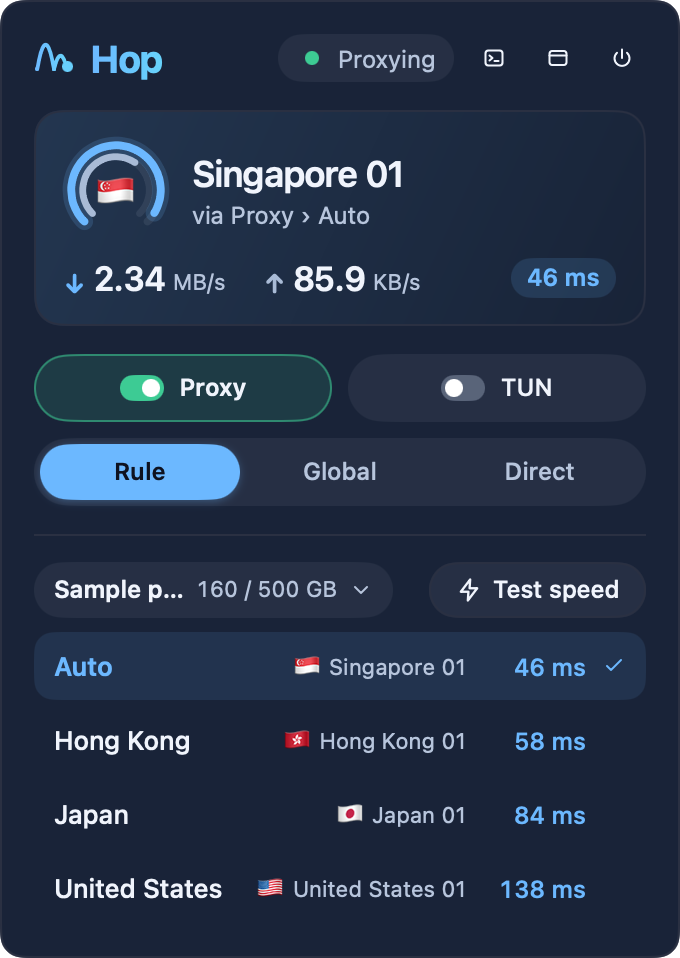 Hop
Proxying
Singapore 01
via Proxy › Auto
↓ 2.34 MB/s ↑ 85.9 KB/s 46 ms
Proxy TUN
Rule Global Direct
Sample p... 160 / 500 GB Test speed
Auto Singapore 01 46 ms
Hong Kong Hong Kong 01 58 ms
Japan Japan 01 84 ms
United States United States 01 138 ms